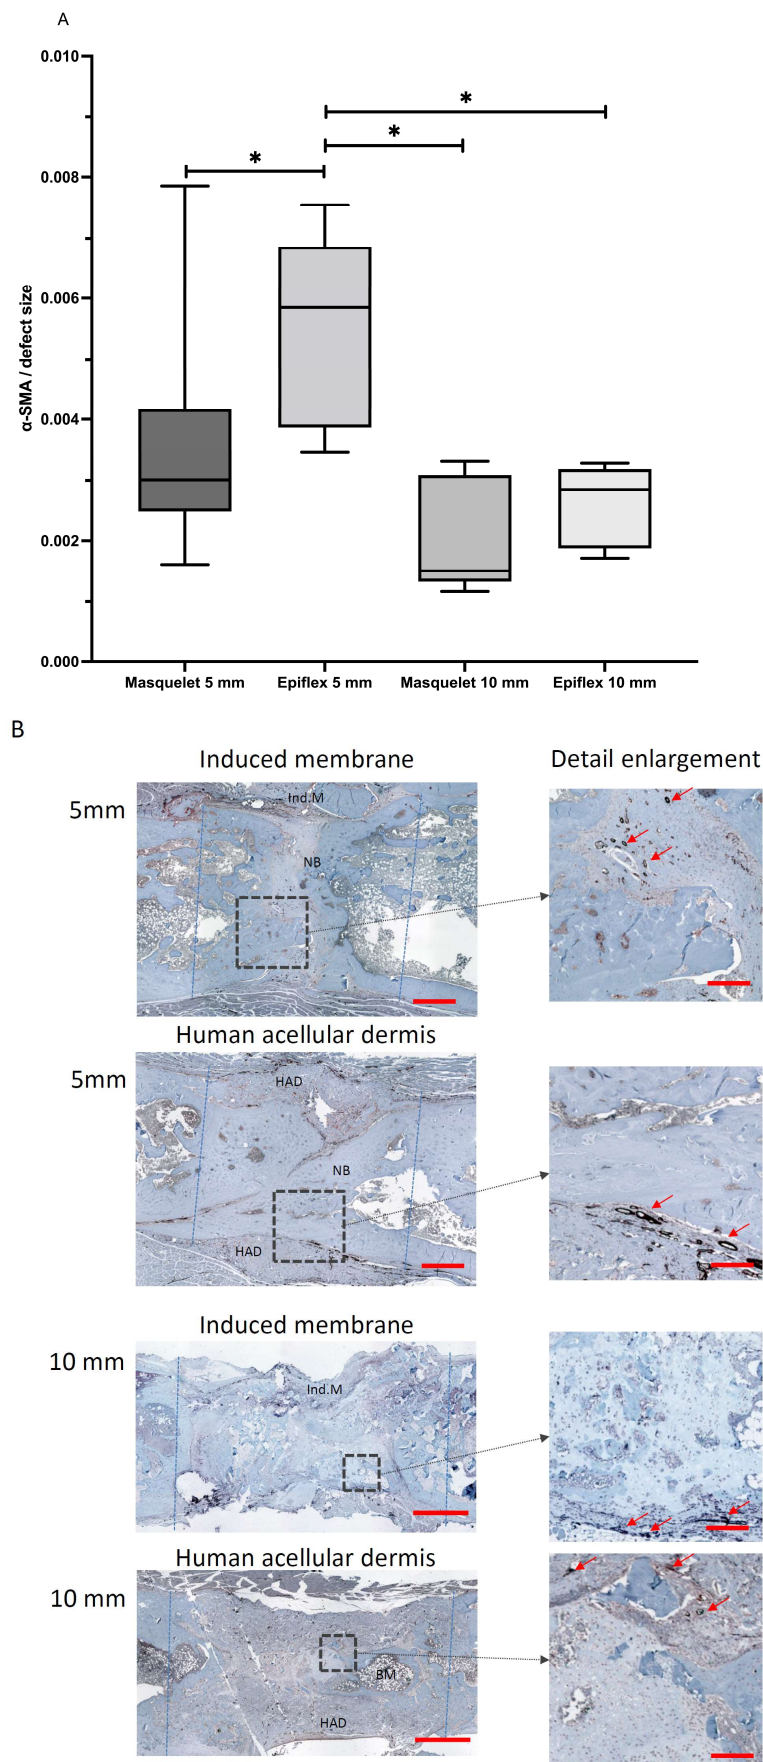 A
0.010
0.008
0.006
0.004
0.002
0.000
α-SMA / defect size
*
*
*
Masquelet 5 mm
Epiflex 5 mm
Masquelet 10 mm
Epiflex 10 mm
B
Induced membrane
Detail enlargement
5mm
Ind.M
NB
Human acellular dermis
5mm
HAD
NB
HAD
Induced membrane
10 mm
Ind.M
Human acellular dermis
10 mm
BM
HAD